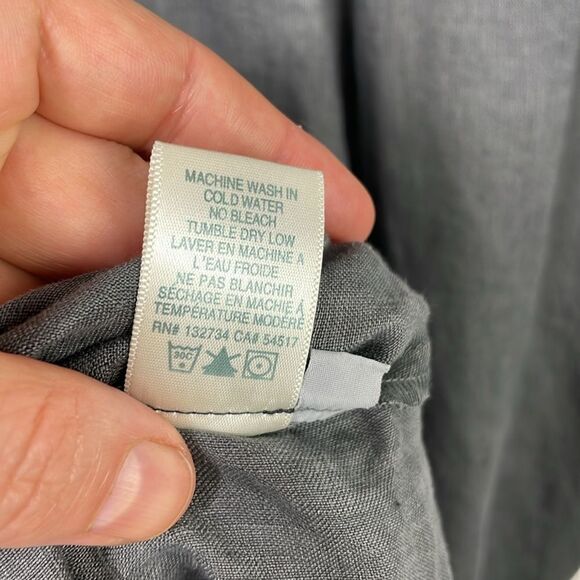 MACHINE WASH IN
COLD WATER
NO BLEACH
TUMBLE DRY LOW
LAVER EN MACHINE A
L'EAU FROIDE
NE PAS BLANCHIR
SÉCHAGE EN MACHIE À
TEMPÉRATURE MODÉRÉ
RN# 132734 CA# 54517
30C